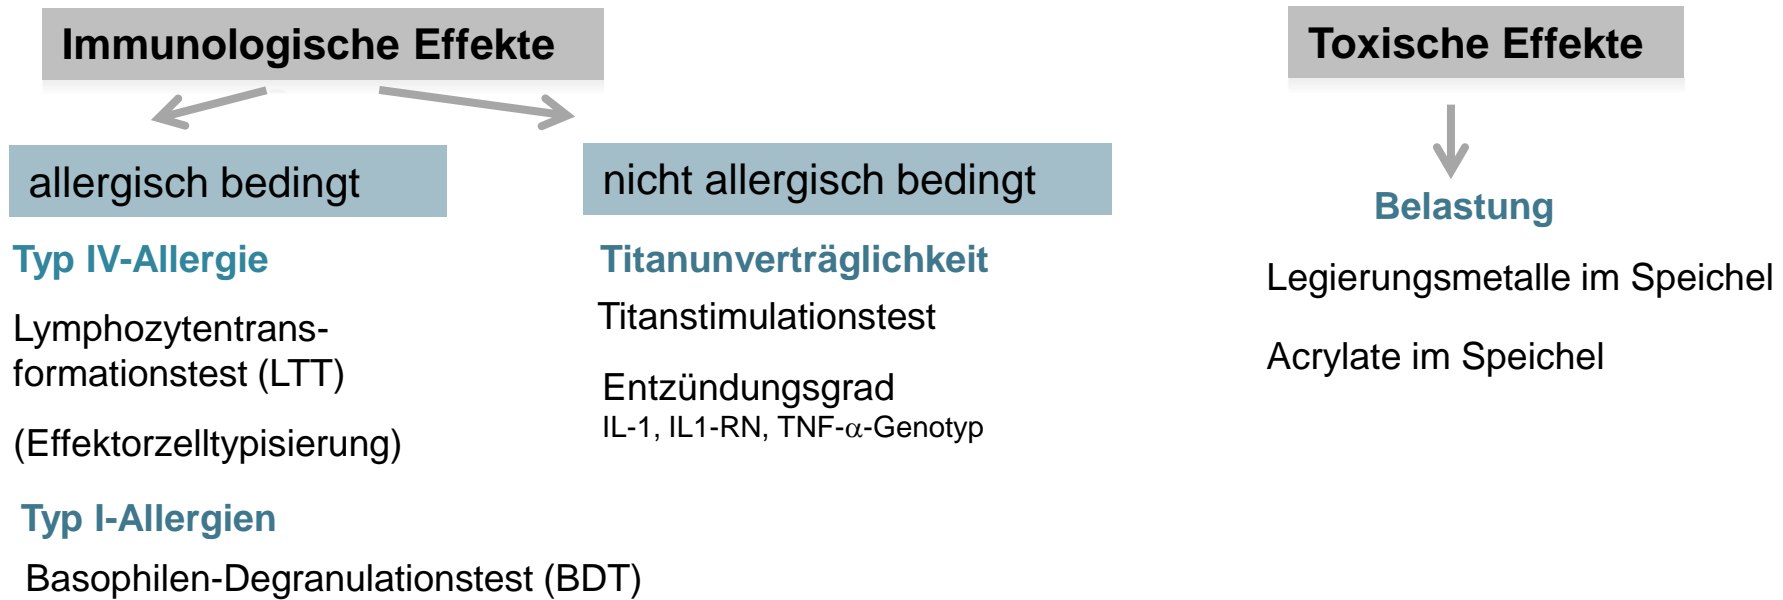 Immunologische Effekte
allergisch bedingt
Typ IV-Allergie
Lymphozytentrans-
formationstest (LTT)
(Effektorzelltypisierung)
Typ I-Allergien
Basophilen-Degranulationstest (BDT)
nicht allergisch bedingt
Titanunverträglichkeit
Titanstimulationstest
Entzündungsgrad
IL-1, IL1-RN, TNF-α-Genotyp
Toxische Effekte
Belastung
Legierungsmetalle im Speichel
Acrylate im Speichel